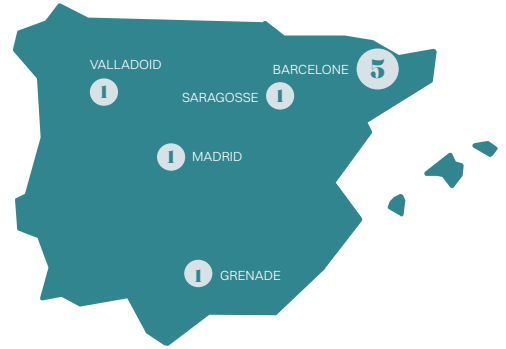 VALLADOID
1
BARCELONE 5
SARAGOSSE 1
1 MADRID
1 GRENADE